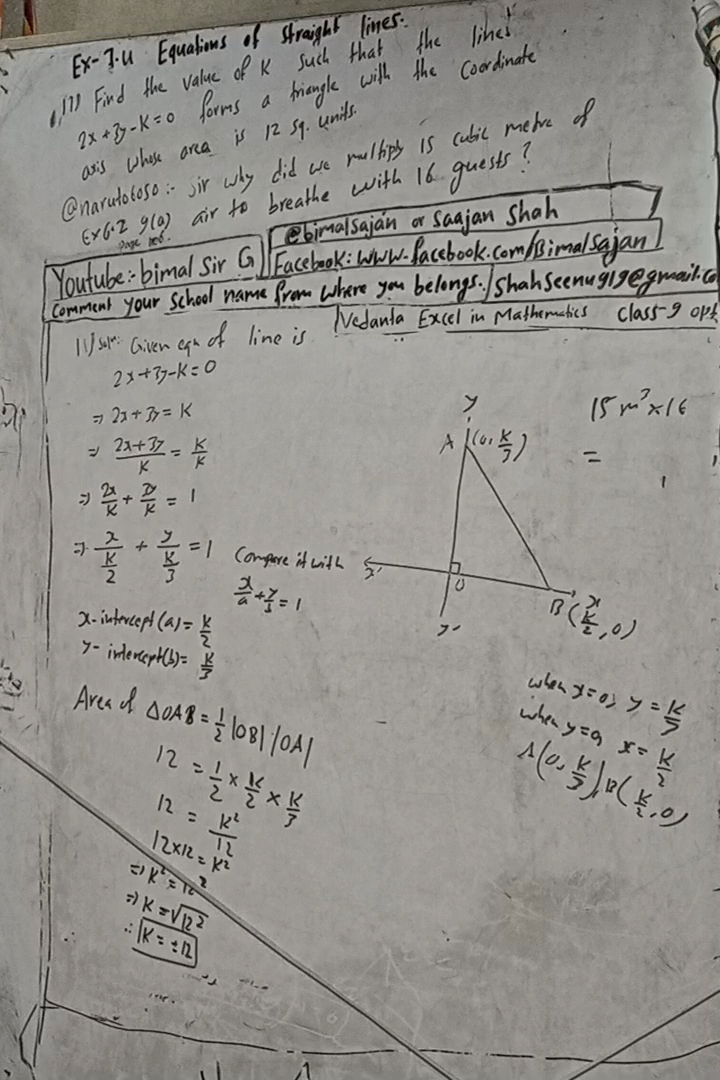 Ex-7.4 Equations of straight lines.
Find the value of K such that the lines
2x+3y-K=0 forms a triangle with the coordinate
axis whose area is 12 sq. units.
sir why did we multiply 15 cubic metre of
Ex6.2 9(a) air to breathe with 16 guests?
@bimalsajan or Saajan Shah
Youtube:- bimal Sir G
Facebook: www.facebook.com/Bimalsajan
Comment your School name from where you belongs.
Shahseenu919@gmail.co
Vedanta Excel in Mathematics Class-9 opt
11) Solⁿ: Given eqn of line is
2x+3y-K=0
⇒ 2x+3y = K
⇒ (2x+3y)/K = K/K
⇒ 2x/K + 3y/K = 1
⇒ x/(K/2) + y/(K/3) = 1 Compare it with
x/a + y/b = 1
x-intercept (a) = K/2
y-intercept (b) = K/3
Area of ΔOAB = 1/2 |OB| |OA|
12 = 1/2 × K/2 × K/3
12 = K²/12
12×12 = K²
⇒ K² = 12²
⇒ K = √12²
∴ K = ±12
15 m³ × 16
=
y
A (0, K/3)
x'
O
x
B (K/2, 0)
y'
when x=0, y = K/3
when y=0, x = K/2
A(0, K/3), B(K/2, 0)